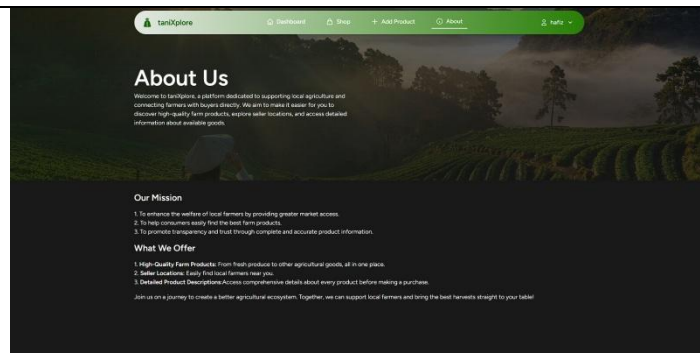 taniXplore
Dashboard
Shop
+ Add Product
About
hafiz
About Us
Welcome to taniXplore, a platform dedicated to supporting local agriculture and
connecting farmers with buyers directly. We aim to make it easier for you to
discover high-quality farm products, explore seller locations, and access detailed
information about available goods.
Our Mission
1. To enhance the welfare of local farmers by providing greater market access.
2. To help consumers easily find the best farm products.
3. To promote transparency and trust through complete and accurate product information.
What We Offer
1. High-Quality Farm Products: From fresh produce to other agricultural goods, all in one place.
2. Seller Locations: Easily find local farmers near you.
3. Detailed Product Descriptions:Access comprehensive details about every product before making a purchase.
Join us on a journey to create a better agricultural ecosystem. Together, we can support local farmers and bring the best harvests straight to your table!